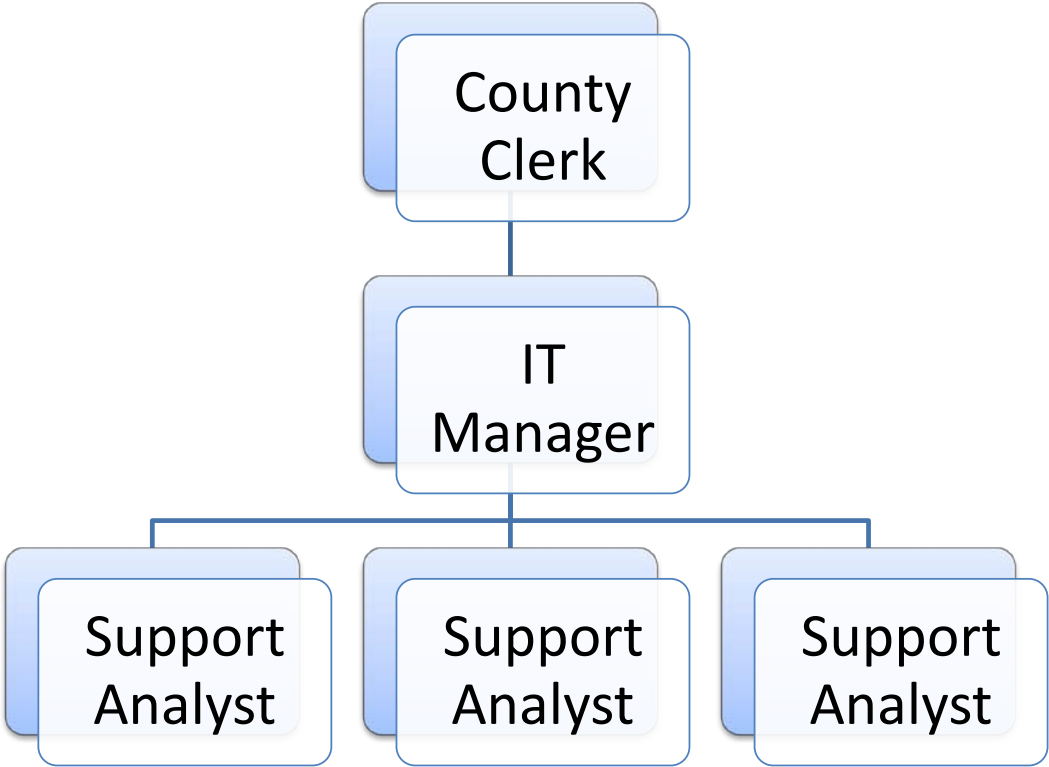 County
Clerk
IT
Manager
Support
Analyst
Support
Analyst
Support
Analyst